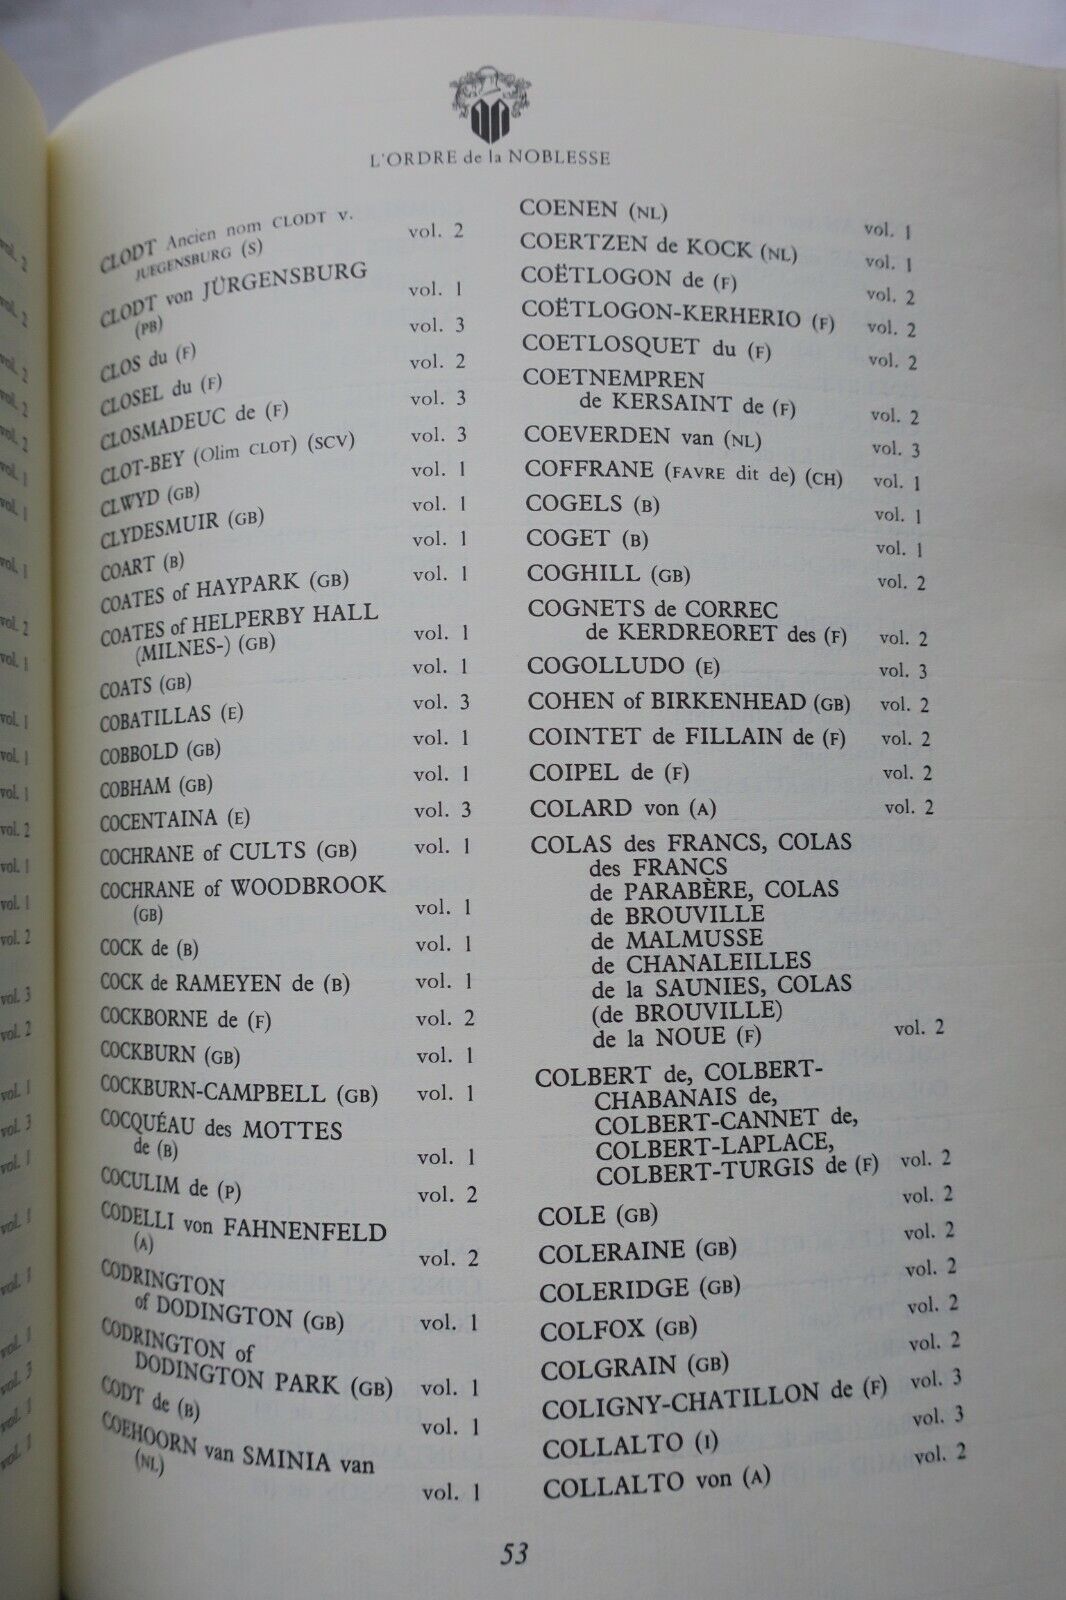 L'ORDRE de la NOBLESSE
CLODT Ancien nom CLODT v.
JUEGENSBURG (S) vol. 2
CLODT von JÜRGENSBURG
(PB) vol. 1
CLOS du (F) vol. 3
CLOSEL du (F) vol. 2
CLOSMADEUC de (F) vol. 3
CLOT-BEY (Olim CLOT) (SCV) vol. 3
CLWYD (GB) vol. 1
CLYDESMUIR (GB) vol. 1
COART (B) vol. 1
COATES of HAYPARK (GB) vol. 1
COATES of HELPERBY HALL
(MILNES-) (GB) vol. 1
COATS (GB) vol. 1
COBATILLAS (E) vol. 3
COBBOLD (GB) vol. 1
COBHAM (GB) vol. 1
COCENTAINA (E) vol. 3
COCHRANE of CULTS (GB) vol. 1
COCHRANE of WOODBROOK
(GB) vol. 1
COCK de (B) vol. 1
COCK de RAMEYEN de (B) vol. 1
COCKBORNE de (F) vol. 2
COCKBURN (GB) vol. 1
COCKBURN-CAMPBELL (GB) vol. 1
COCQUÉAU des MOTTES
de (B) vol. 1
COCULIM de (P) vol. 2
CODELLI von FAHNENFELD
(A) vol. 2
CODRINGTON
of DODINGTON (GB) vol. 1
CODRINGTON of
DODINGTON PARK (GB) vol. 1
CODT de (B) vol. 1
COEHOORN van SMINIA van
(NL) vol. 1
COENEN (NL) vol. 1
COERTZEN de KOCK (NL) vol. 1
COËTLOGON de (F) vol. 2
COËTLOGON-KERHERIO (F) vol. 2
COETLOSQUET du (F) vol. 2
COETNEMPREN
de KERSAINT de (F) vol. 2
COEVERDEN van (NL) vol. 3
COFFRANE (FAVRE dit de) (CH) vol. 1
COGELS (B) vol. 1
COGET (B) vol. 1
COGHILL (GB) vol. 2
COGNETS de CORREC
de KERDREORET des (F) vol. 2
COGOLLUDO (E) vol. 3
COHEN of BIRKENHEAD (GB) vol. 2
COINTET de FILLAIN de (F) vol. 2
COIPEL de (F) vol. 2
COLARD von (A) vol. 2
COLAS des FRANCS, COLAS
des FRANCS
de PARABÈRE, COLAS
de BROUVILLE
de MALMUSSE
de CHANALEILLES
de la SAUNIES, COLAS
(de BROUVILLE)
de la NOUE (F) vol. 2
COLBERT de, COLBERT-
CHABANAIS de,
COLBERT-CANNET de,
COLBERT-LAPLACE,
COLBERT-TURGIS de (F) vol. 2
COLE (GB) vol. 2
COLERAINE (GB) vol. 2
COLERIDGE (GB) vol. 2
COLFOX (GB) vol. 2
COLGRAIN (GB) vol. 2
COLIGNY-CHATILLON de (F) vol. 3
COLLALTO (I) vol. 3
COLLALTO von (A) vol. 2
53